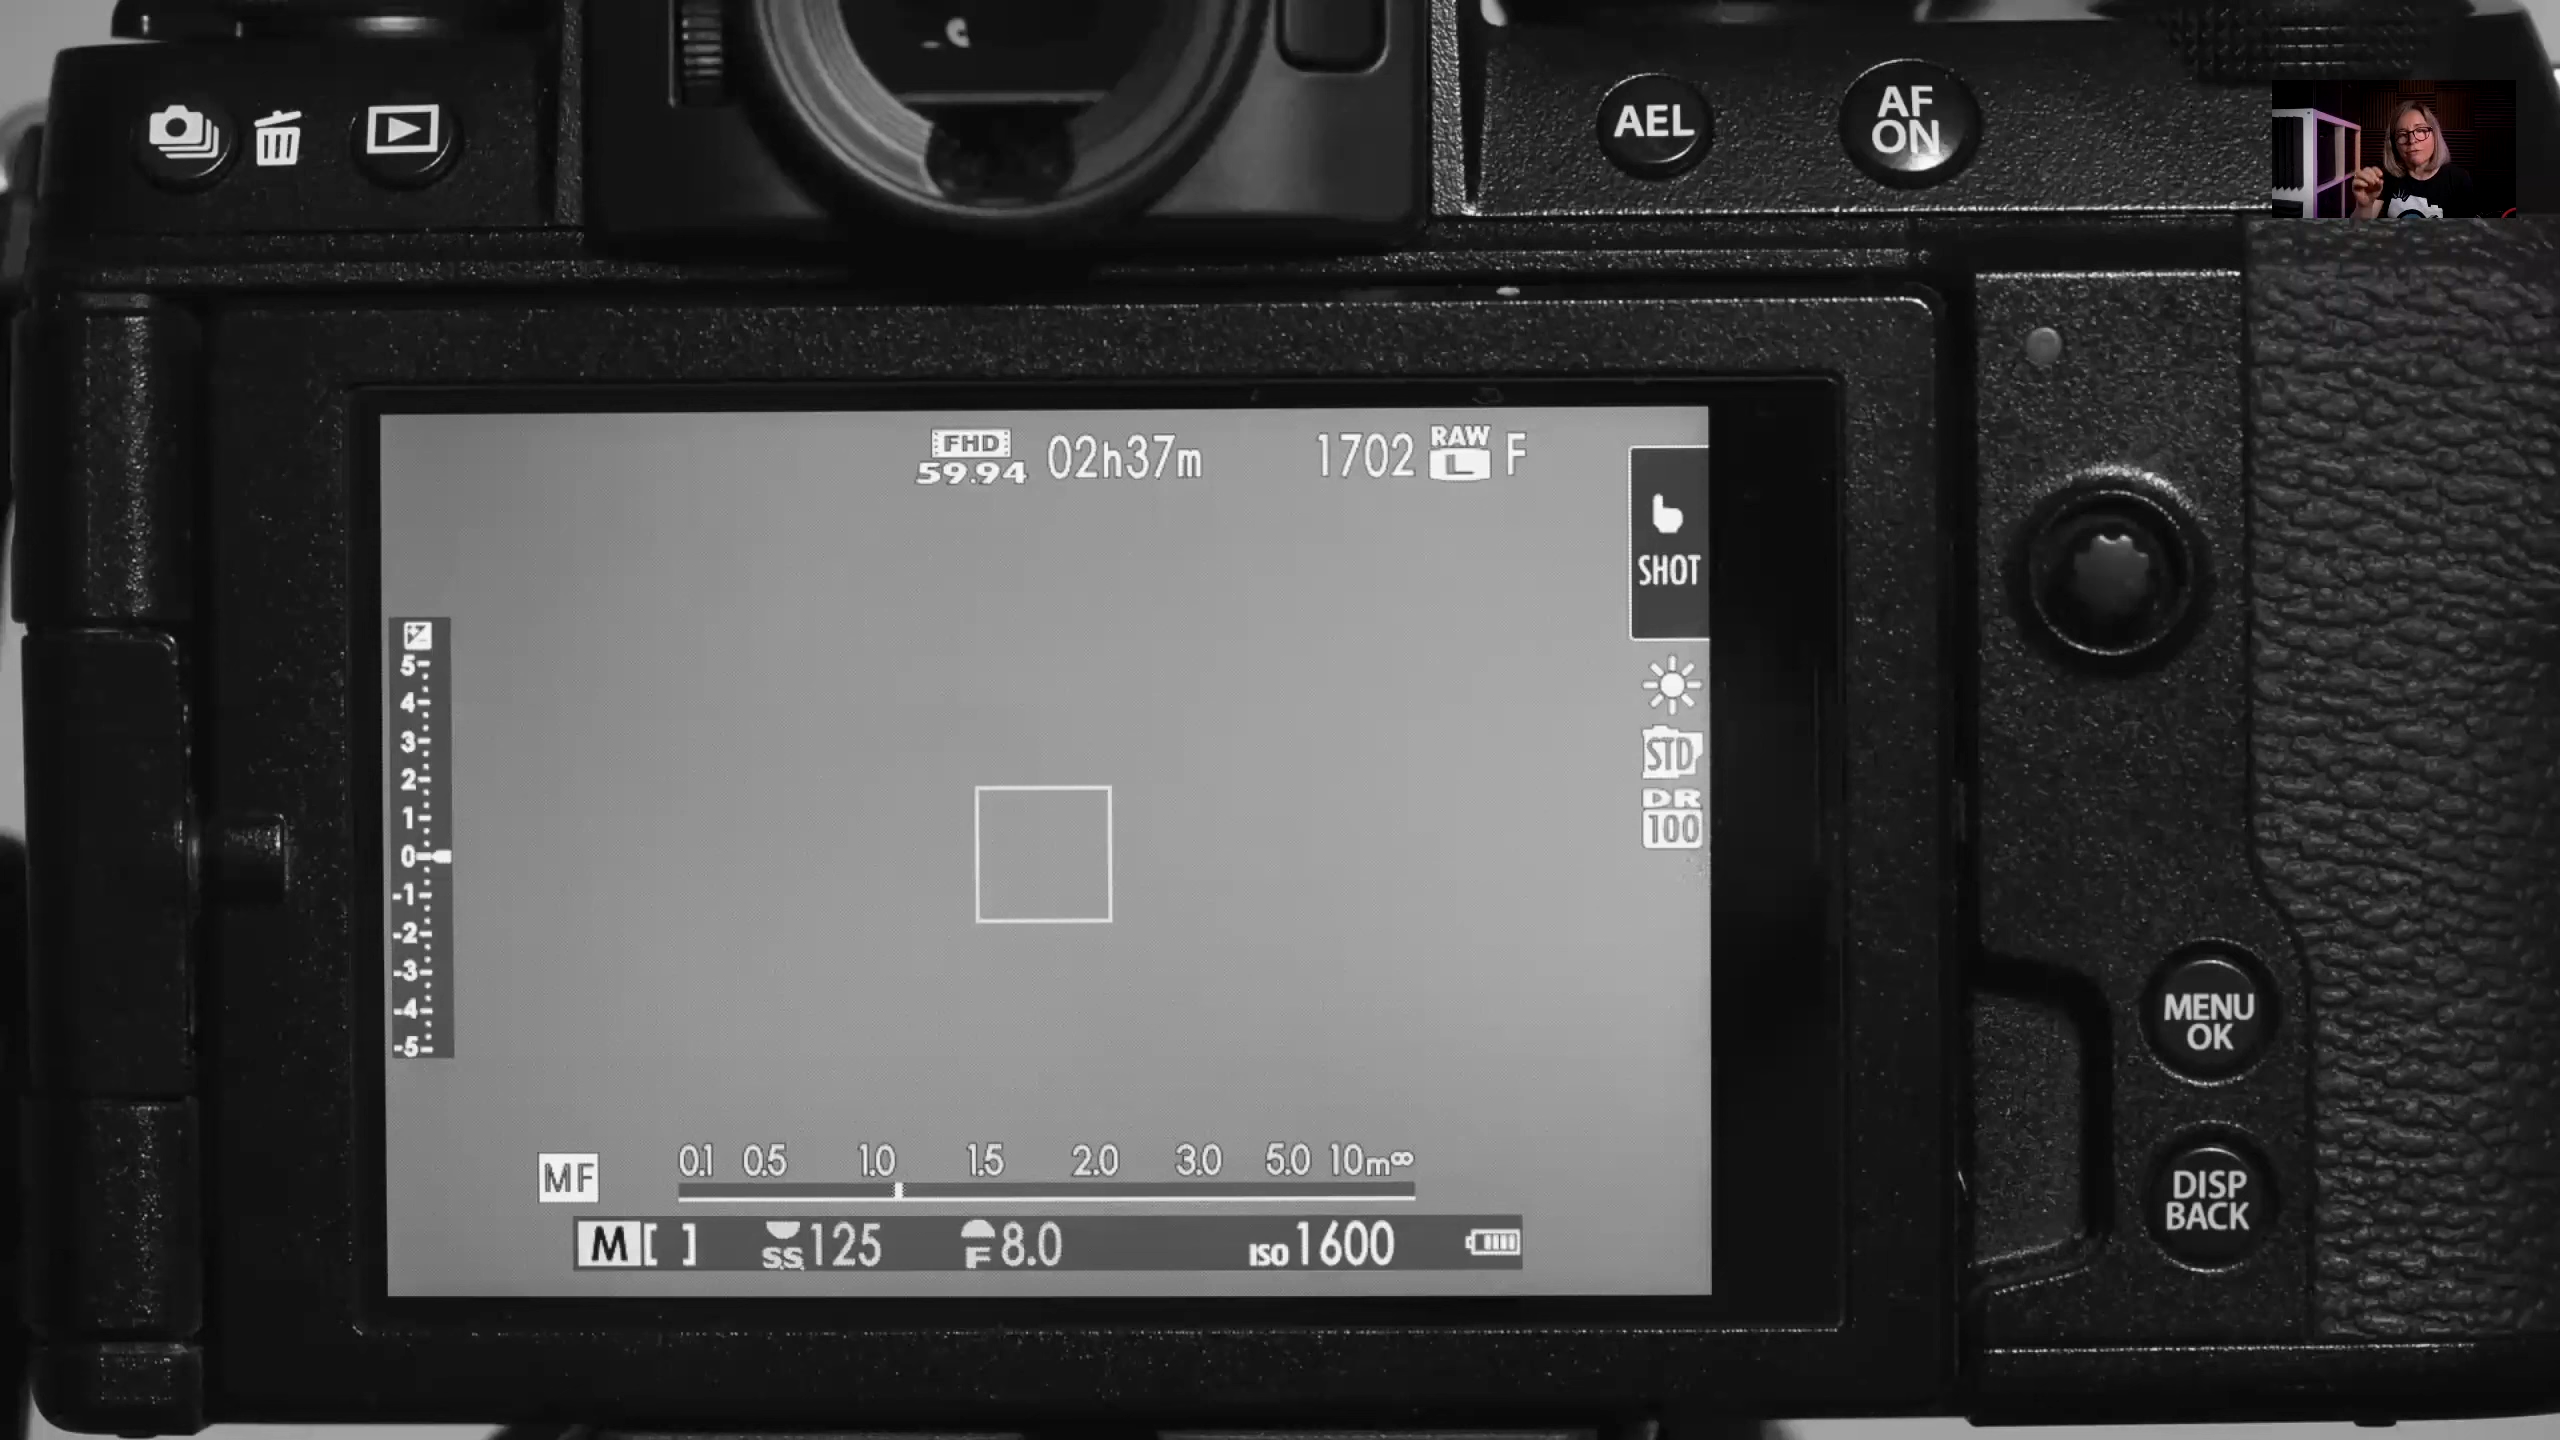 AEL
AF
ON
FHD
59.94
02h37m
1702
RAW
L
F
SHOT
5
4
3
2
1
0
-1
-2
-3
-4
-5
STD
DR
100
0.1 0.5 1.0 1.5 2.0 3.0 5.0 10m∞
MF
M[ ] S.S. 125 F 8.0 ISO 1600
MENU
OK
DISP
BACK